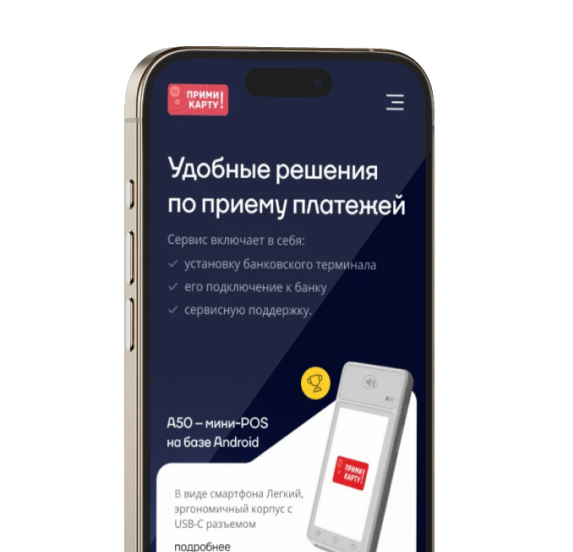 ПРИМИ
КАРТУ!
Удобные решения
по приему платежей
Сервис включает в себя:
установку банковского терминала
его подключение к банку
сервисную поддержку.
A50
A50 – мини-POS
на базе Android
ПРИМИ
КАРТУ!
В виде смартфона Легкий,
эргономичный корпус с
USB-C разъемом
подробнее